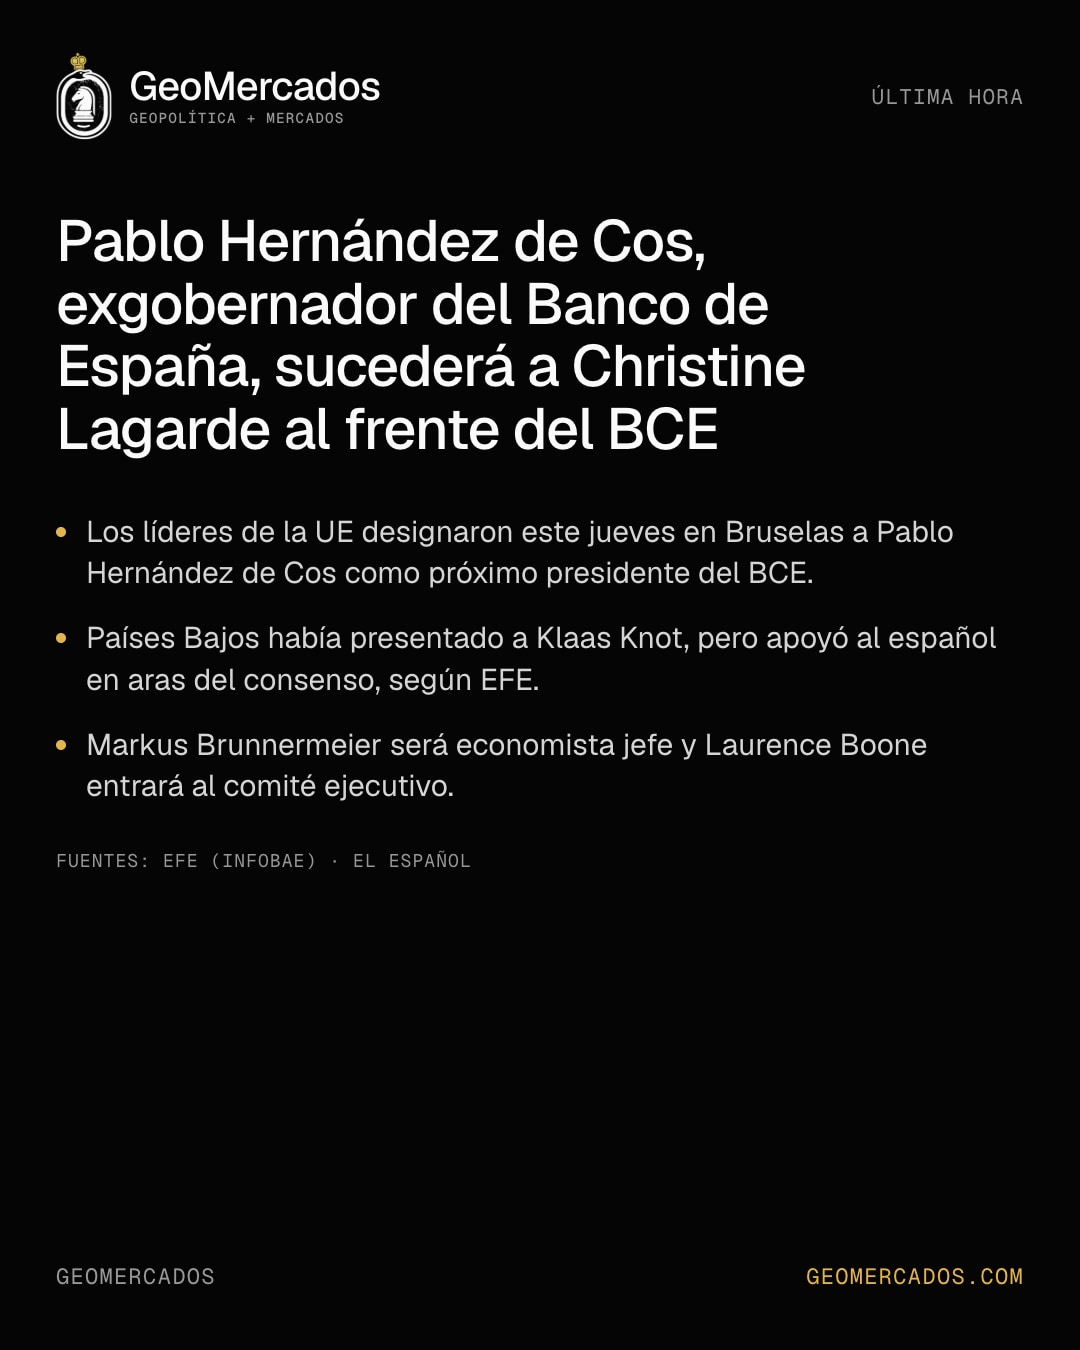 GeoMercados
GEOPOLÍTICA + MERCADOS
ÚLTIMA HORA
Pablo Hernández de Cos,
exgobernador del Banco de
España, sucederá a Christine
Lagarde al frente del BCE
• Los líderes de la UE designaron este jueves en Bruselas a Pablo
Hernández de Cos como próximo presidente del BCE.
• Países Bajos había presentado a Klaas Knot, pero apoyó al español
en aras del consenso, según EFE.
• Markus Brunnermeier será economista jefe y Laurence Boone
entrará al comité ejecutivo.
FUENTES: EFE (INFOBAE) · EL ESPAÑOL
GEOMERCADOS
GEOMERCADOS.COM